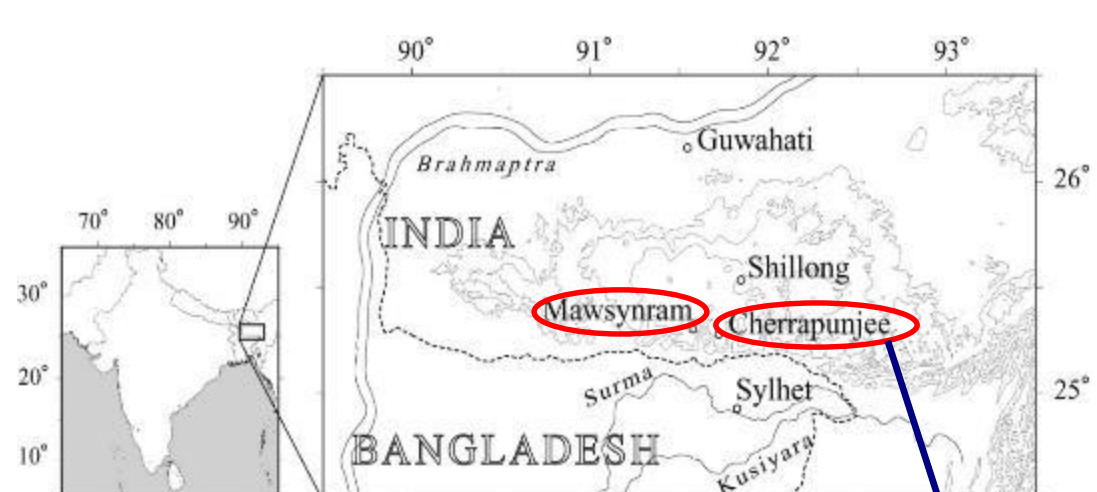 90° 91° 92° 93°
Guwahati
Brahmaptra
26°
70° 80° 90°
INDIA
Shillong
30°
Mawsynram
Cherrapunjee
20°
Surma
Sylhet
25°
10°
BANGLADESH
Kusiyara